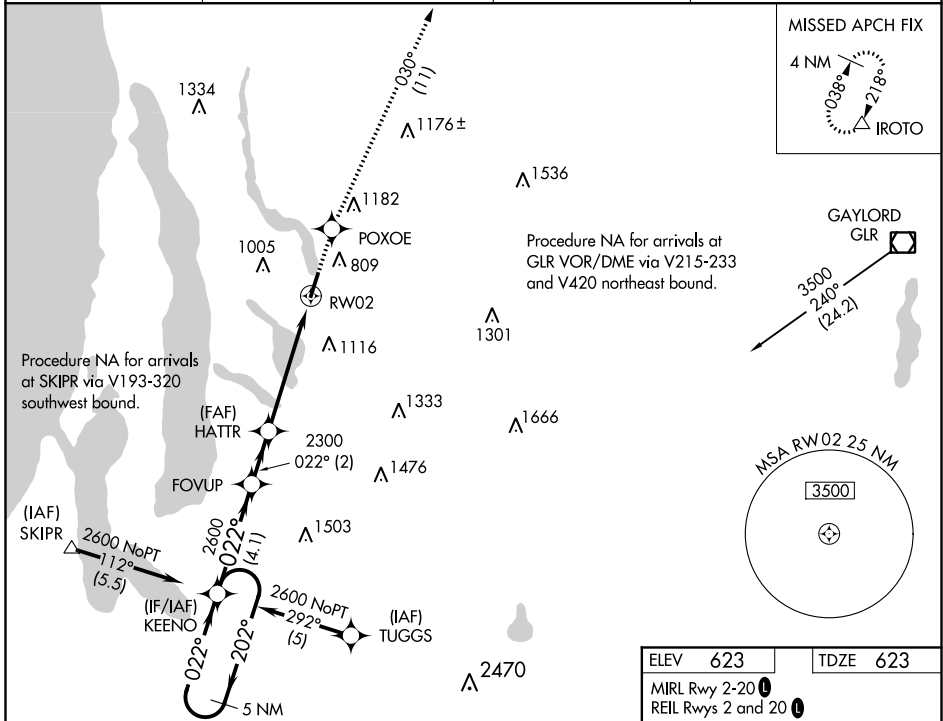 MISSED APCH FIX
4 NM
038°
218°
IROTO
030°
(11)
1334
1176±
1536
1182
POXOE
1005
809
RW02
GAYLORD
GLR
Procedure NA for arrivals at
GLR VOR/DME via V215-233
and V420 northeast bound.
3500
240°
(24.2)
1301
1116
Procedure NA for arrivals
at SKIPR via V193-320
southwest bound.
1333
(FAF)
HATTR
1666
2300
022° (2)
1476
FOVUP
MSA RW02 25 NM
3500
(IAF)
SKIPR
2600 NoPT
112°
(5.5)
2600
022°
(4.1)
1503
(IF/IAF)
KEENO
2600 NoPT
292°
(5)
(IAF)
TUGGS
022°
202°
5 NM
2470
ELEV 623
TDZE 623
MIRL Rwy 2-20 L
REIL Rwys 2 and 20 L